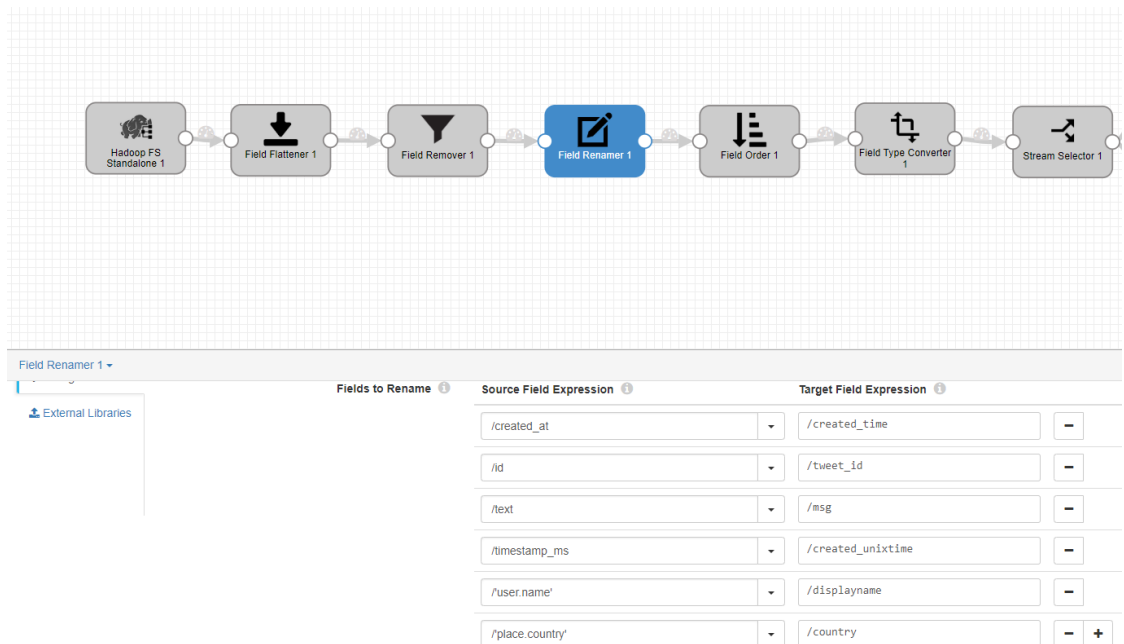 Hadoop FS
Standalone 1
Field Flattener 1
Field Remover 1
Field Renamer 1
Field Order 1
Field Type Converter
1
Stream Selector 1
Field Renamer 1
External Libraries
Fields to Rename
Source Field Expression
Target Field Expression
/created_at
/created_time
/id
/tweet_id
/text
/msg
/timestamp_ms
/created_unixtime
/'user.name'
/displayname
/'place.country'
/country